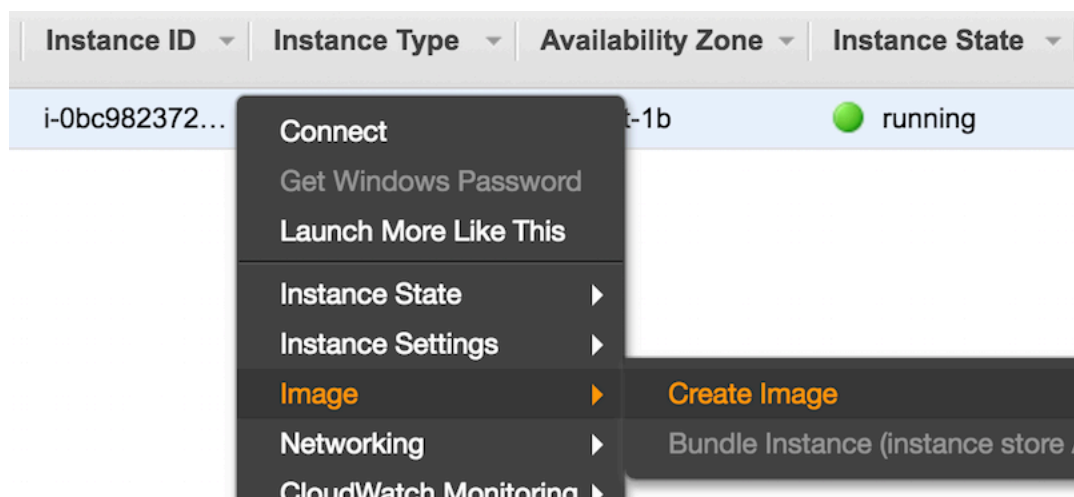 Instance ID Instance Type Availability Zone Instance State
i-0bc982372... t-1b running
Connect
Get Windows Password
Launch More Like This
Instance State
Instance Settings
Image Create Image
Networking Bundle Instance (instance store
CloudWatch Monitoring